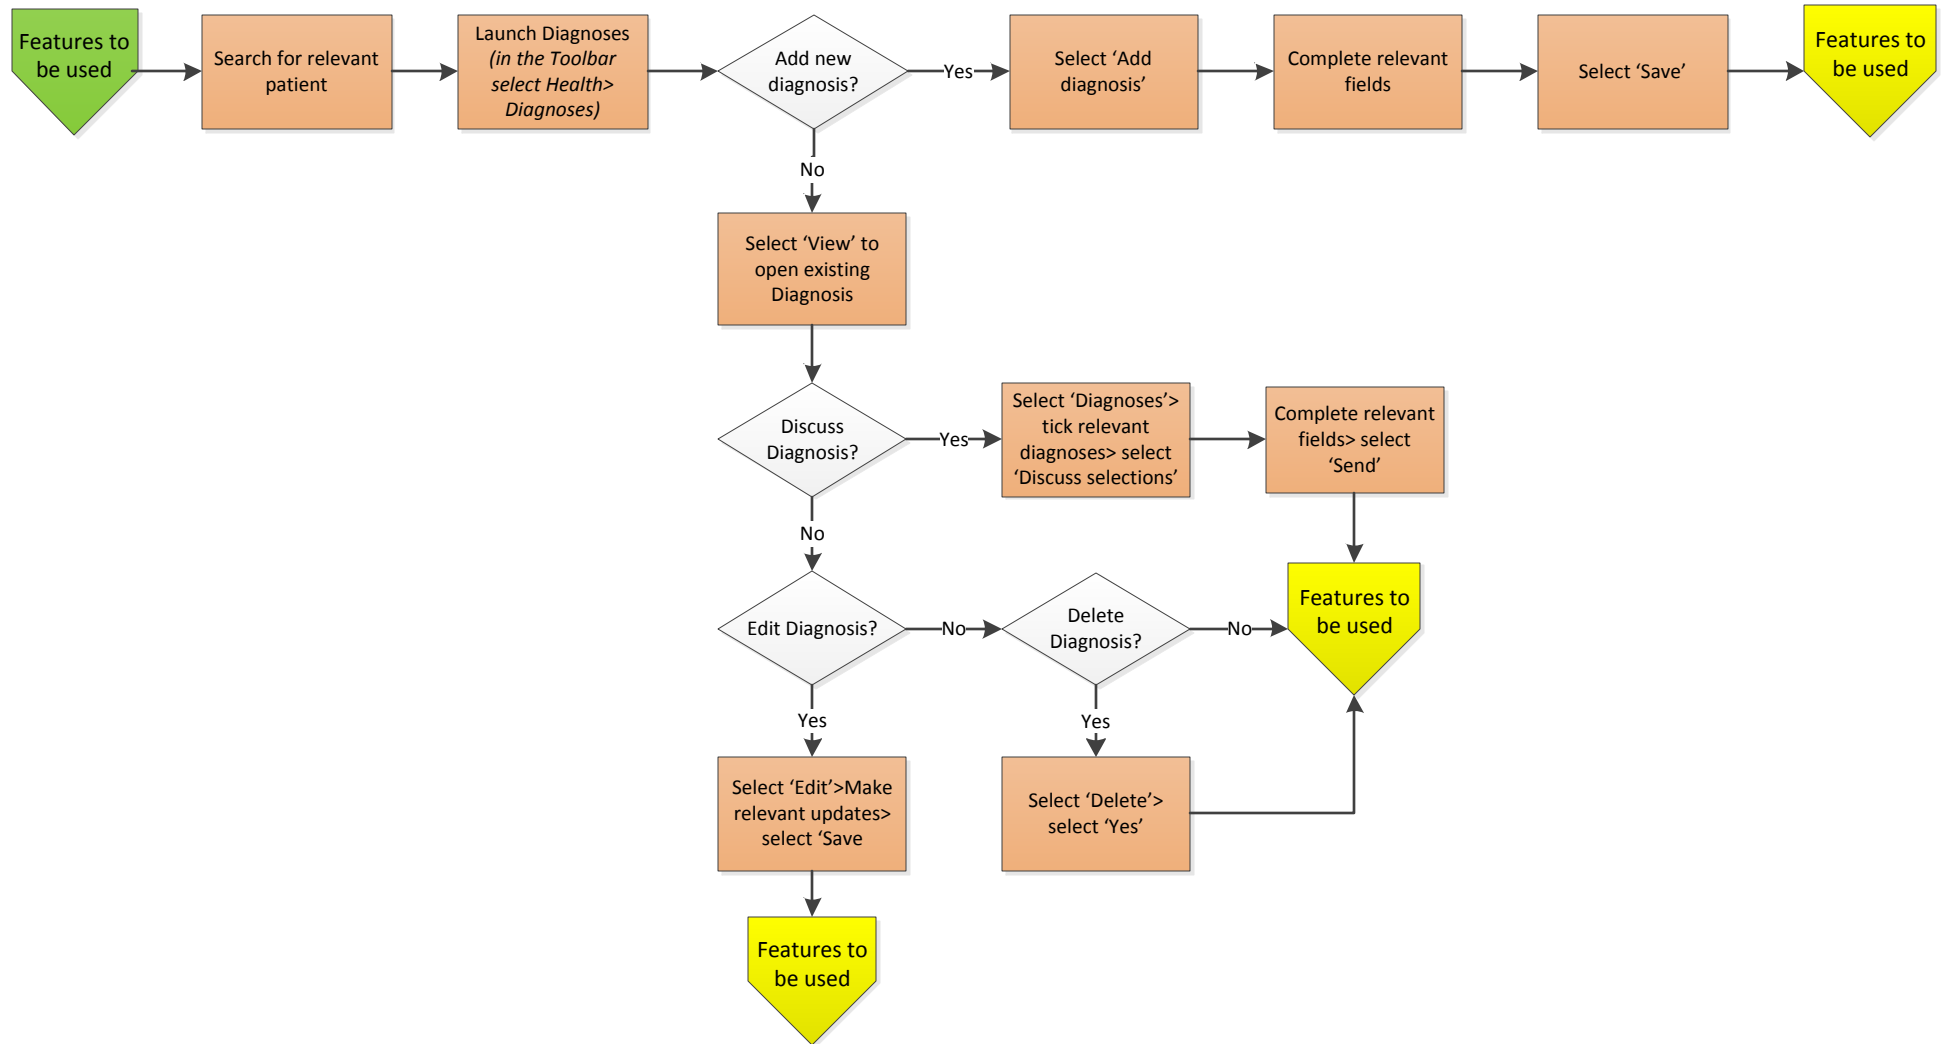 Features to
be used
Search for relevant
patient
Launch Diagnoses
(in the Toolbar
select Health>
Diagnoses)
Add new
diagnosis?
Yes
Select ‘Add
diagnosis’
Complete relevant
fields
Select ‘Save’
Features to
be used
No
Select ‘View’ to
open existing
Diagnosis
Discuss
Diagnosis?
Yes
Select ‘Diagnoses’>
tick relevant
diagnoses> select
‘Discuss selections’
Complete relevant
fields> select
‘Send’
No
Edit Diagnosis?
No
Delete
Diagnosis?
No
Features to
be used
Yes
Yes
Select ‘Edit’>Make
relevant updates>
select ‘Save
Select ‘Delete’>
select ‘Yes’
Features to
be used